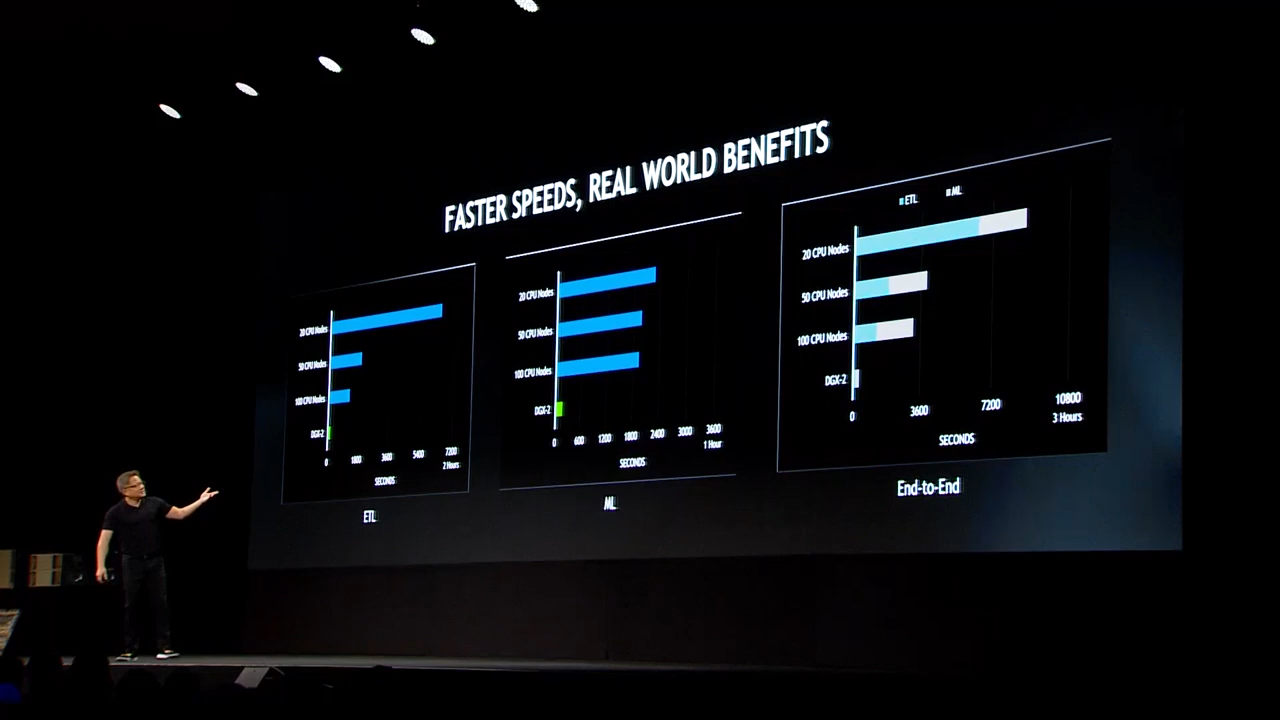 FASTER SPEEDS, REAL WORLD BENEFITS
20 CPU Nodes
50 CPU Nodes
100 CPU Nodes
DGX-2
0 1800 3600 5400 7200
2 Hours
SECONDS
ETL
20 CPU Nodes
50 CPU Nodes
100 CPU Nodes
DGX-2
0 600 1200 1800 2400 3000 3600
1 Hour
SECONDS
ML
ETL ML
20 CPU Nodes
50 CPU Nodes
100 CPU Nodes
DGX-2
0 3600 7200 10800
3 Hours
SECONDS
End-to-End